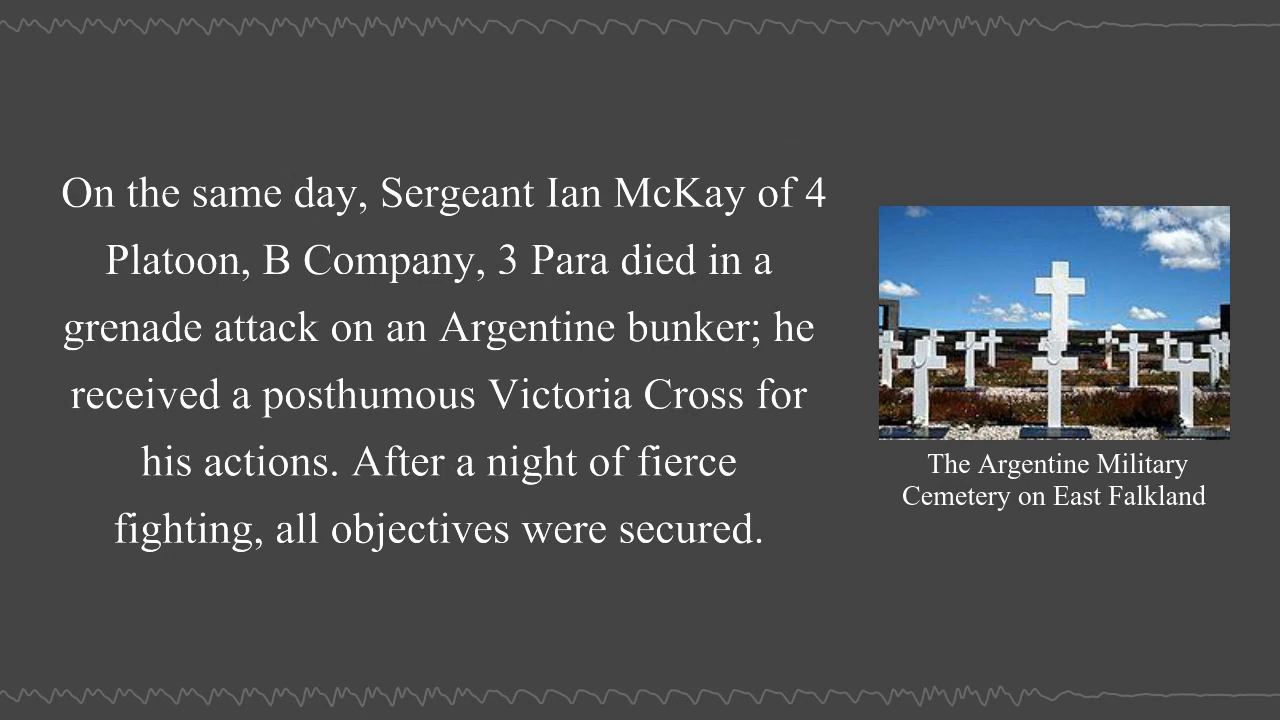 On the same day, Sergeant Ian McKay of 4
Platoon, B Company, 3 Para died in a
grenade attack on an Argentine bunker; he
received a posthumous Victoria Cross for
his actions. After a night of fierce
fighting, all objectives were secured.
The Argentine Military
Cemetery on East Falkland